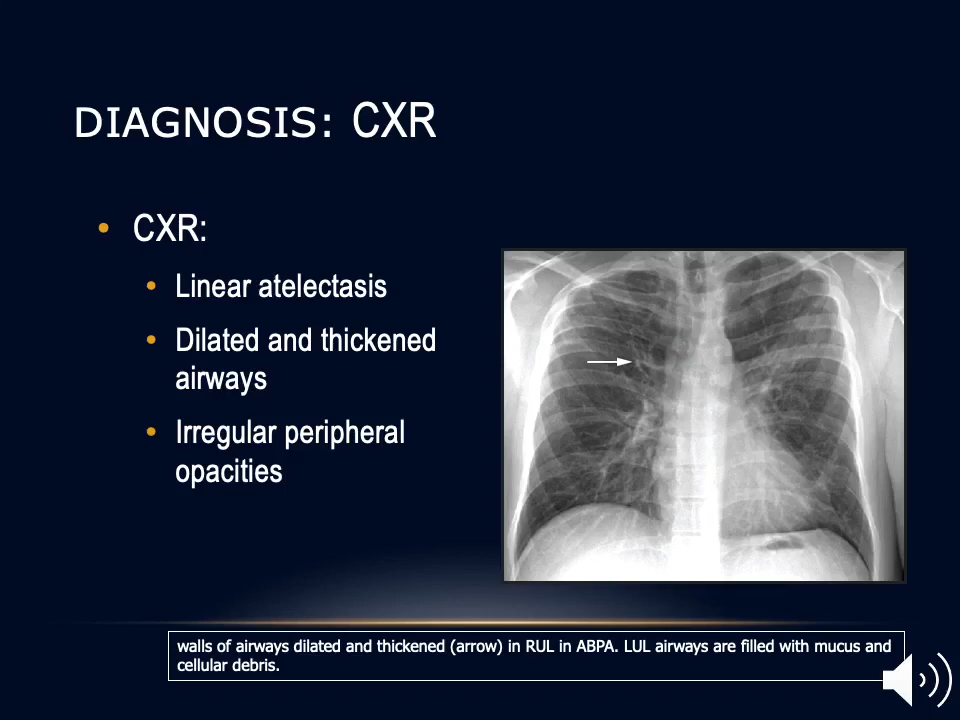 DIAGNOSIS: CXR
• CXR:
• Linear atelectasis
• Dilated and thickened
airways
• Irregular peripheral
opacities
walls of airways dilated and thickened (arrow) in RUL in ABPA. LUL airways are filled with mucus and
cellular debris.